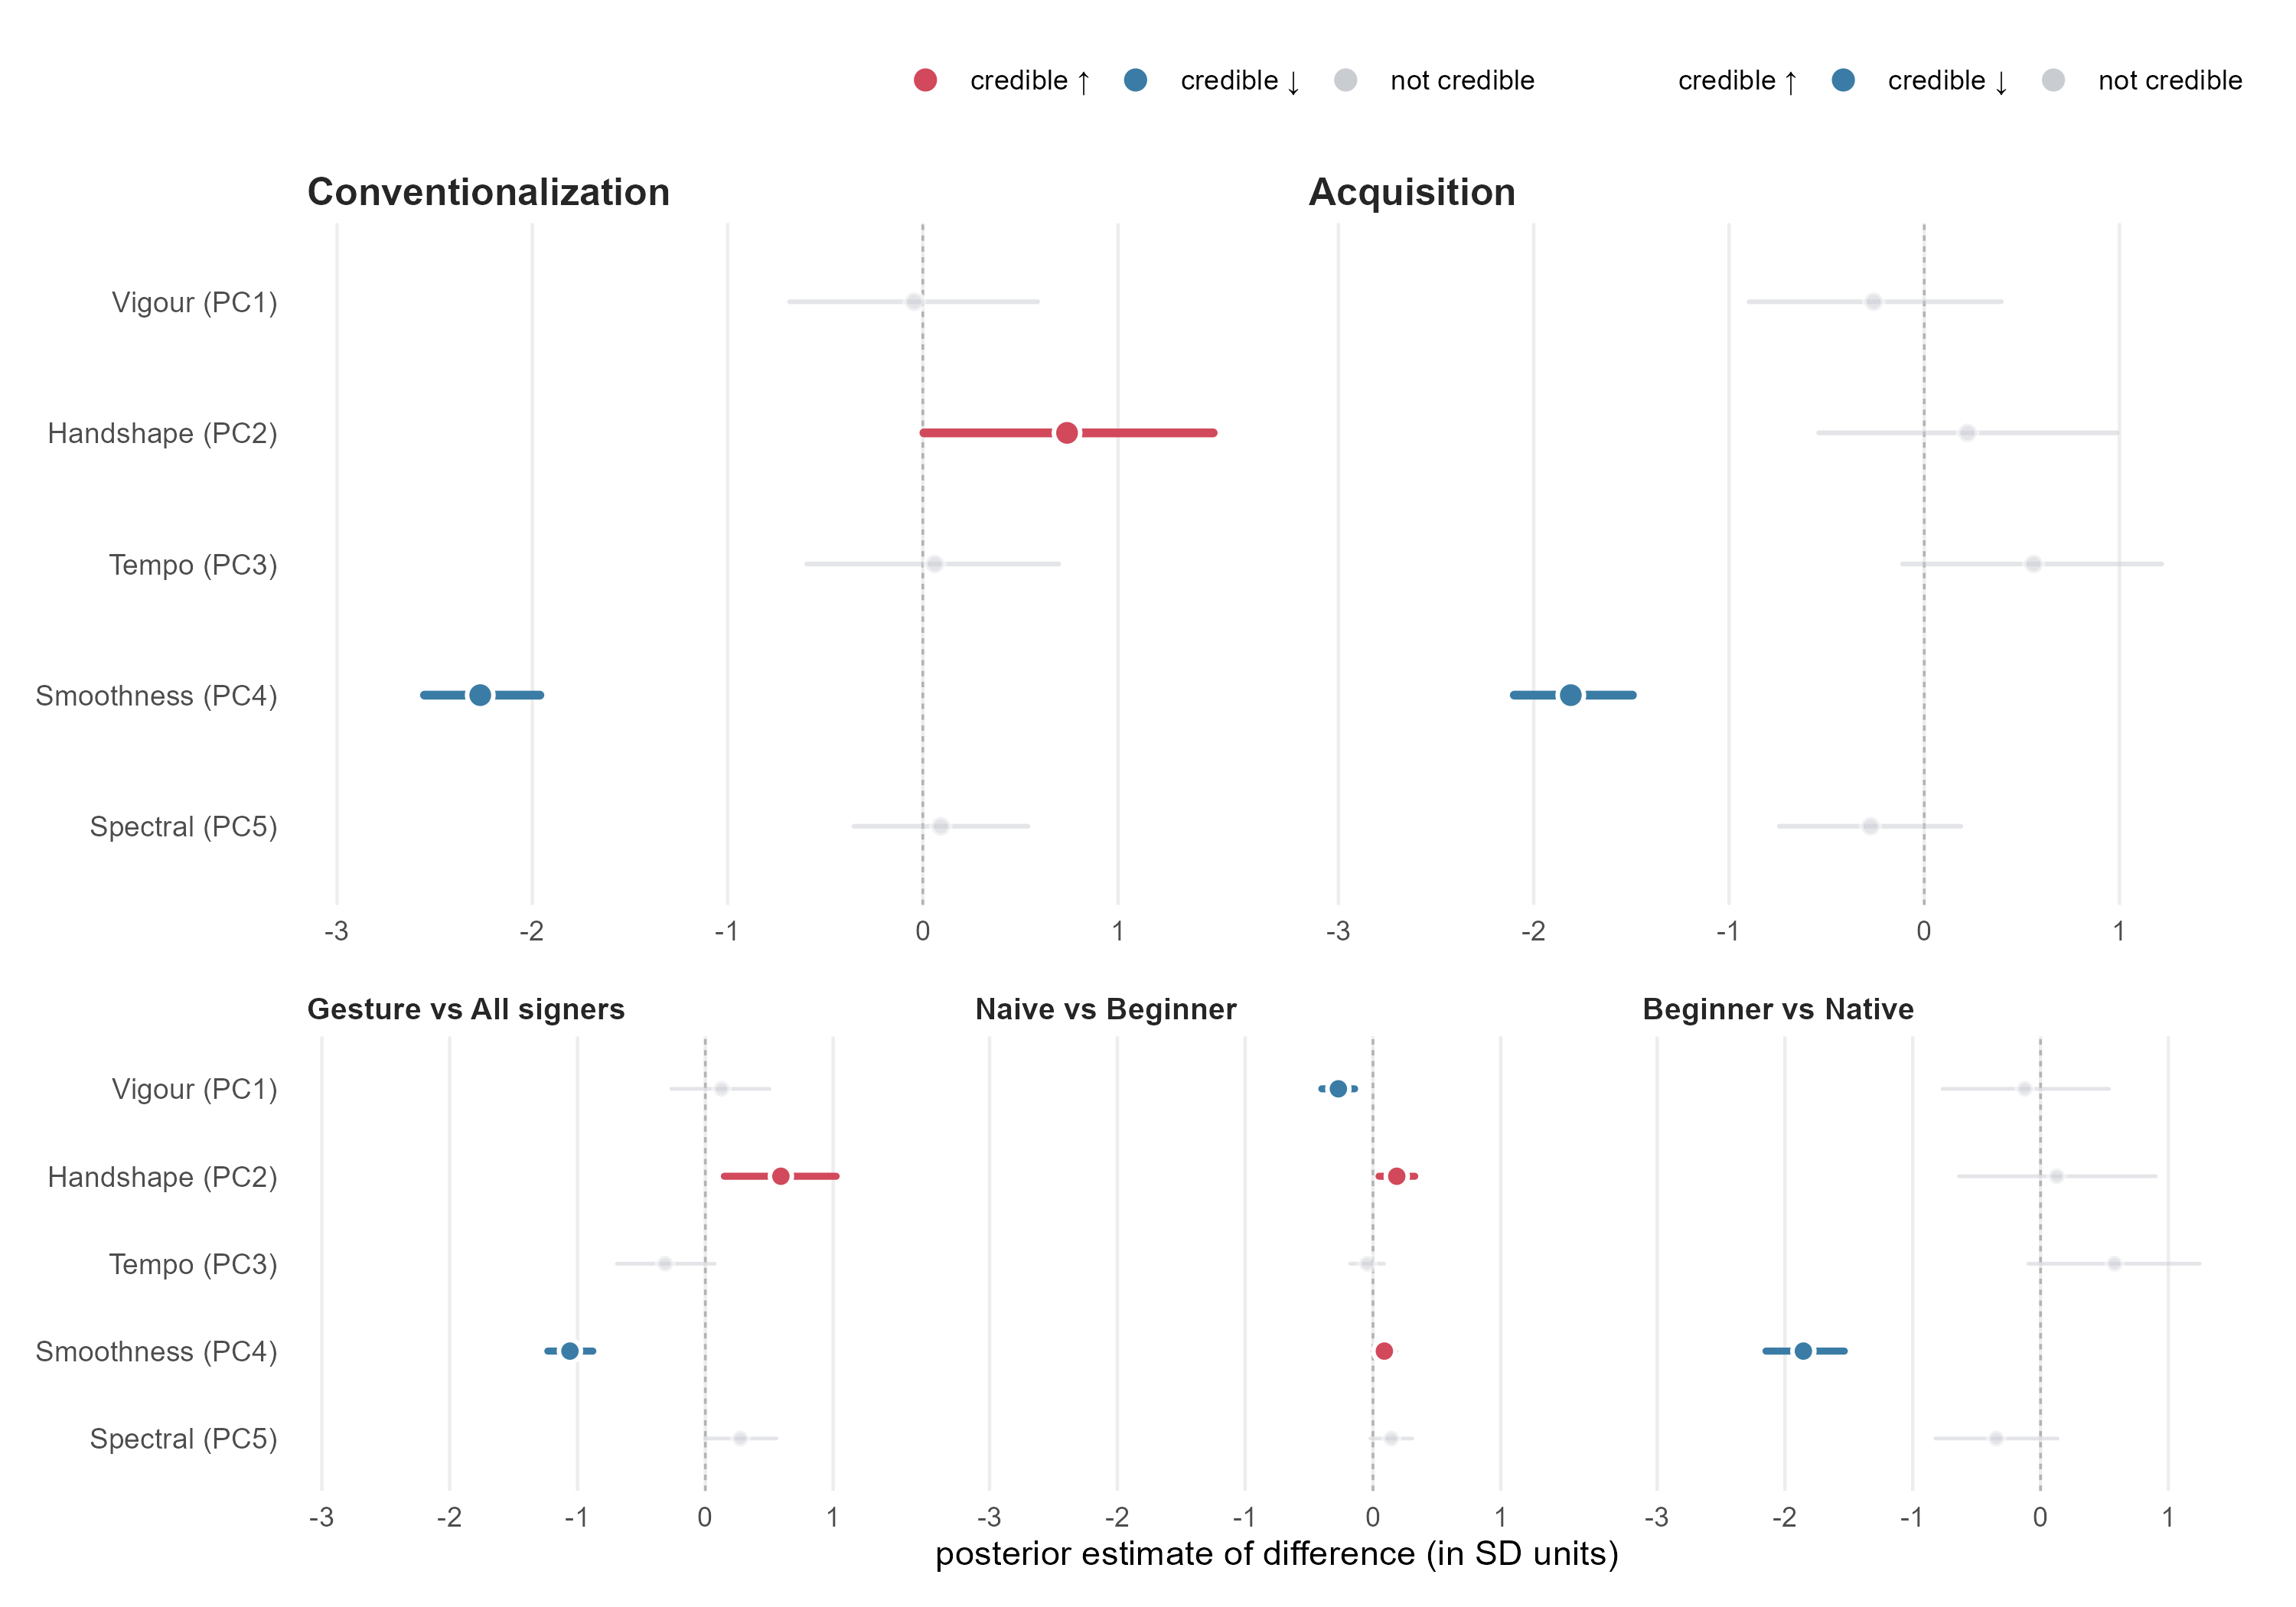 credible ↑ credible ↓ not credible credible ↑ credible ↓ not credible
Conventionalization
Acquisition
Vigour (PC1)
Handshape (PC2)
Tempo (PC3)
Smoothness (PC4)
Spectral (PC5)
-3 -2 -1 0 1
-3 -2 -1 0 1
Gesture vs All signers
Naive vs Beginner
Beginner vs Native
Vigour (PC1)
Handshape (PC2)
Tempo (PC3)
Smoothness (PC4)
Spectral (PC5)
-3 -2 -1 0 1
-3 -2 -1 0 1
-3 -2 -1 0 1
posterior estimate of difference (in SD units)